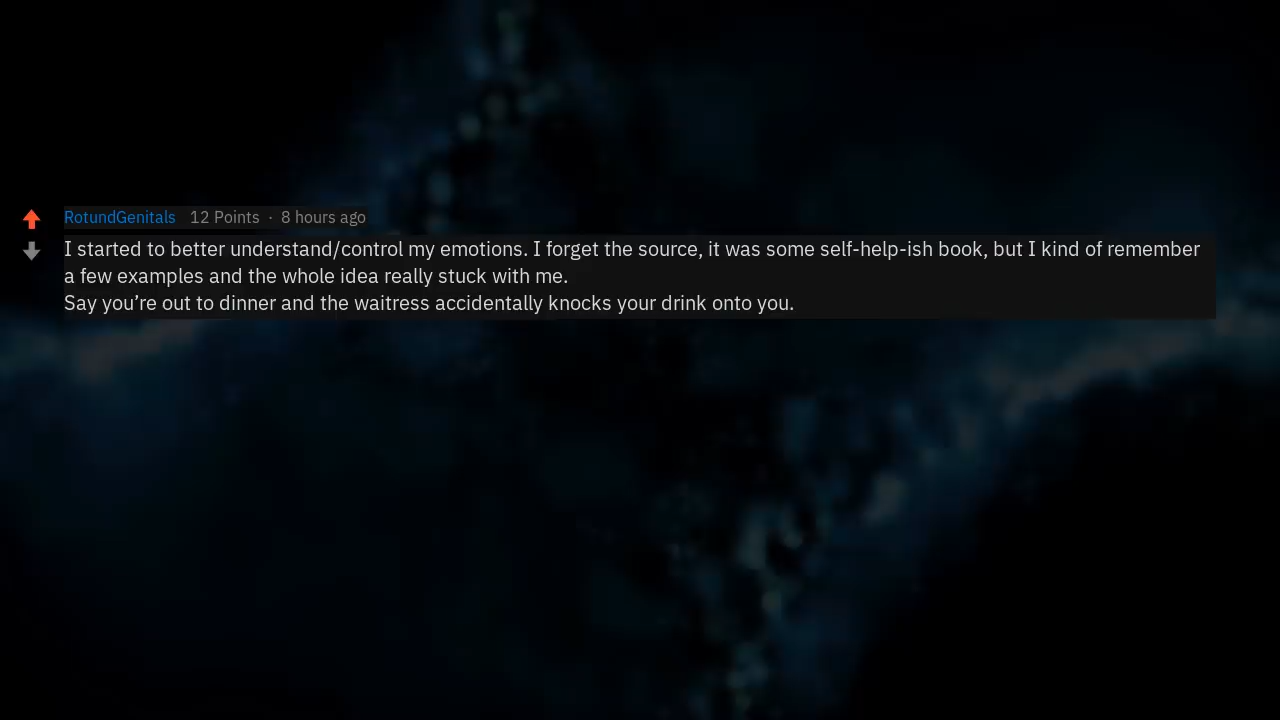 RotundGenitals 12 Points · 8 hours ago
I started to better understand/control my emotions. I forget the source, it was some self-help-ish book, but I kind of remember
a few examples and the whole idea really stuck with me.
Say you’re out to dinner and the waitress accidentally knocks your drink onto you.